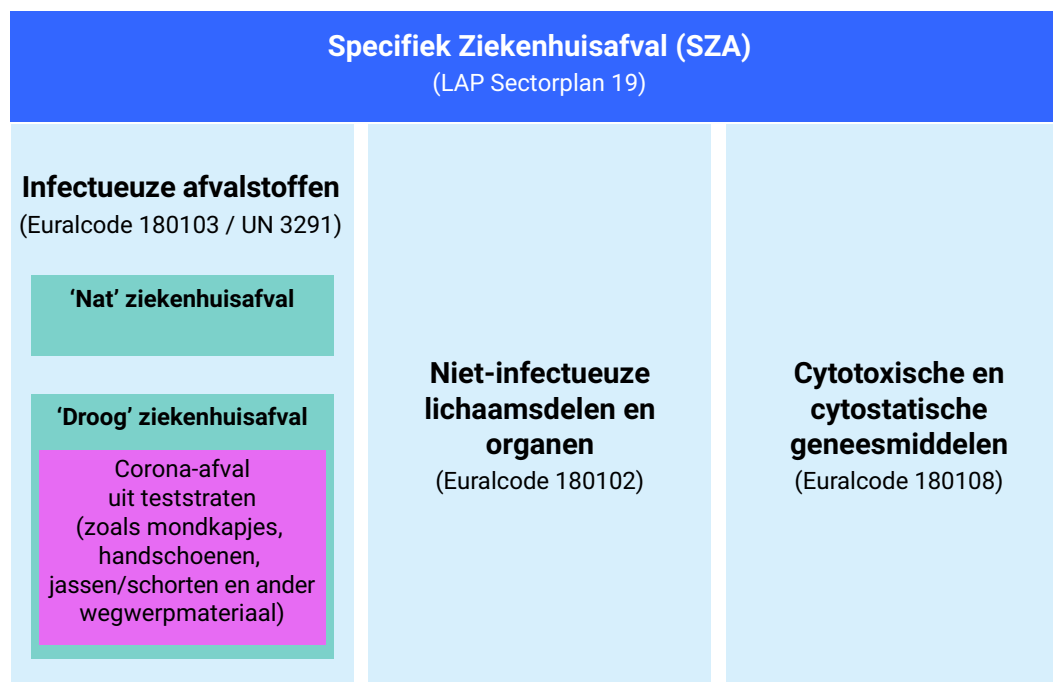 Specifiek Ziekenhuisafval (SZA)
(LAP Sectorplan 19)
Infectueuze afvalstoffen
(Euralcode 180103 / UN 3291)
‘Nat’ ziekenhuisafval
‘Droog’ ziekenhuisafval
Corona-afval
uit teststraten
(zoals mondkapjes,
handschoenen,
jassen/schorten en ander
wegwerpmateriaal)
Niet-infectueuze
lichaamsdelen en
organen
(Euralcode 180102)
Cytotoxische en
cytostatische
geneesmiddelen
(Euralcode 180108)